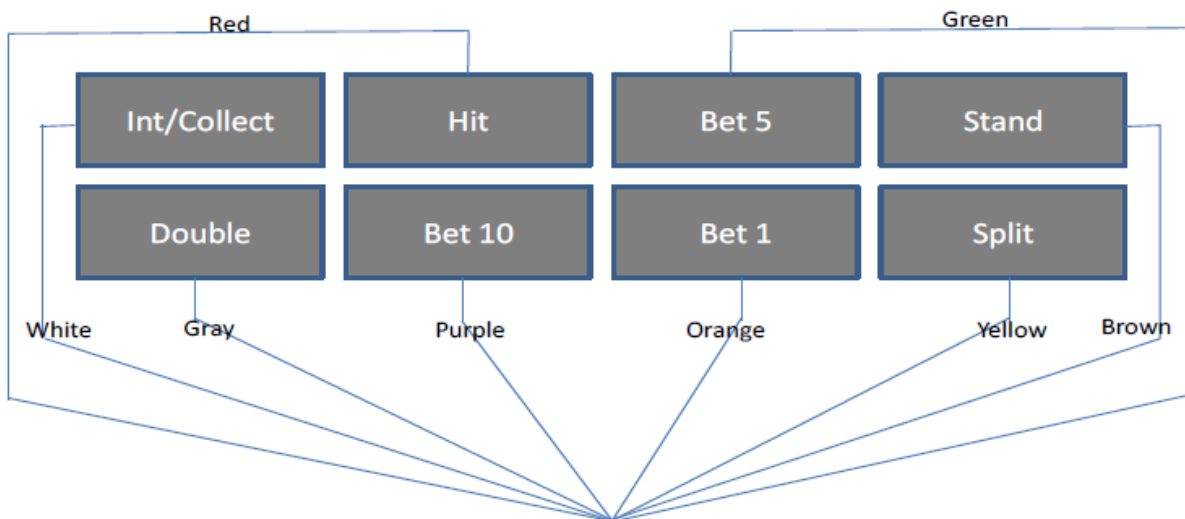 Red
Green
Int/Collect
Hit
Bet 5
Stand
Double
Bet 10
Bet 1
Split
White
Gray
Purple
Orange
Yellow
Brown